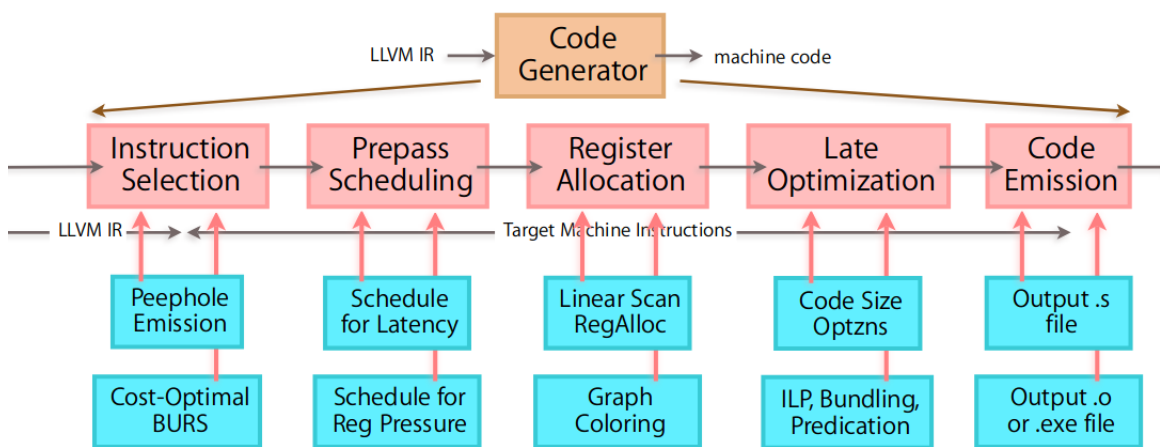 Code
Generator
LLVM IR
machine code
Instruction
Selection
Prepass
Scheduling
Register
Allocation
Late
Optimization
Code
Emission
LLVM IR
Target Machine Instructions
Peephole
Emission
Schedule
for Latency
Linear Scan
RegAlloc
Code Size
Optzns
Output .s
file
Cost-Optimal
BURS
Schedule for
Reg Pressure
Graph
Coloring
ILP, Bundling,
Predication
Output .o
or .exe file